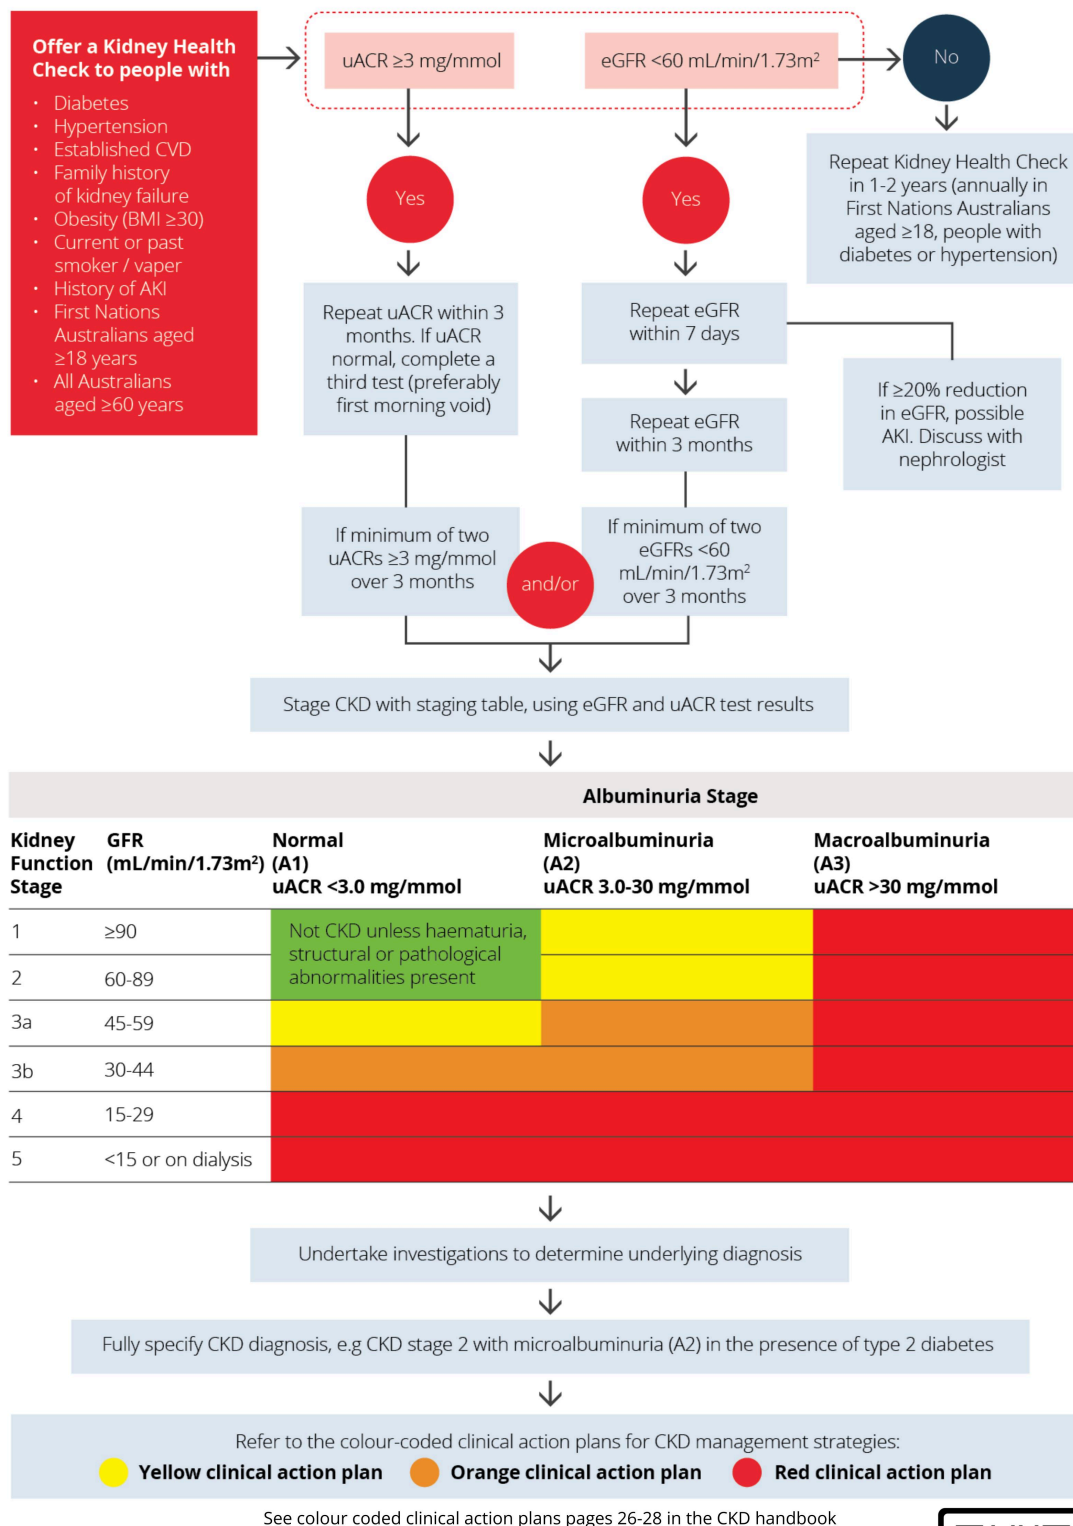 Offer a Kidney Health
Check to people with
• Diabetes
• Hypertension
• Established CVD
• Family history
of kidney failure
• Obesity (BMI ≥30)
• Current or past
smoker / vaper
• History of AKI
• First Nations
Australians aged
≥18 years
• All Australians
aged ≥60 years
uACR ≥3 mg/mmol
eGFR <60 mL/min/1.73m²
No
Yes
Yes
Repeat Kidney Health Check
in 1-2 years (annually in
First Nations Australians
aged ≥18, people with
diabetes or hypertension)
Repeat uACR within 3
months. If uACR
normal, complete a
third test (preferably
first morning void)
Repeat eGFR
within 7 days
If ≥20% reduction
in eGFR, possible
AKI. Discuss with
nephrologist
Repeat eGFR
within 3 months
If minimum of two
uACRs ≥3 mg/mmol
over 3 months
and/or
If minimum of two
eGFRs <60
mL/min/1.73m²
over 3 months
Stage CKD with staging table, using eGFR and uACR test results
Albuminuria Stage
Kidney
Function
Stage
GFR
(mL/min/1.73m²)
Normal
(A1)
uACR <3.0 mg/mmol
Microalbuminuria
(A2)
uACR 3.0-30 mg/mmol
Macroalbuminuria
(A3)
uACR >30 mg/mmol
1 ≥90
2 60-89
Not CKD unless haematuria,
structural or pathological
abnormalities present
3a 45-59
3b 30-44
4 15-29
5 <15 or on dialysis
Undertake investigations to determine underlying diagnosis
Fully specify CKD diagnosis, e.g CKD stage 2 with microalbuminuria (A2) in the presence of type 2 diabetes
Refer to the colour-coded clinical action plans for CKD management strategies:
Yellow clinical action plan Orange clinical action plan Red clinical action plan
See colour coded clinical action plans pages 26-28 in the CKD handbook